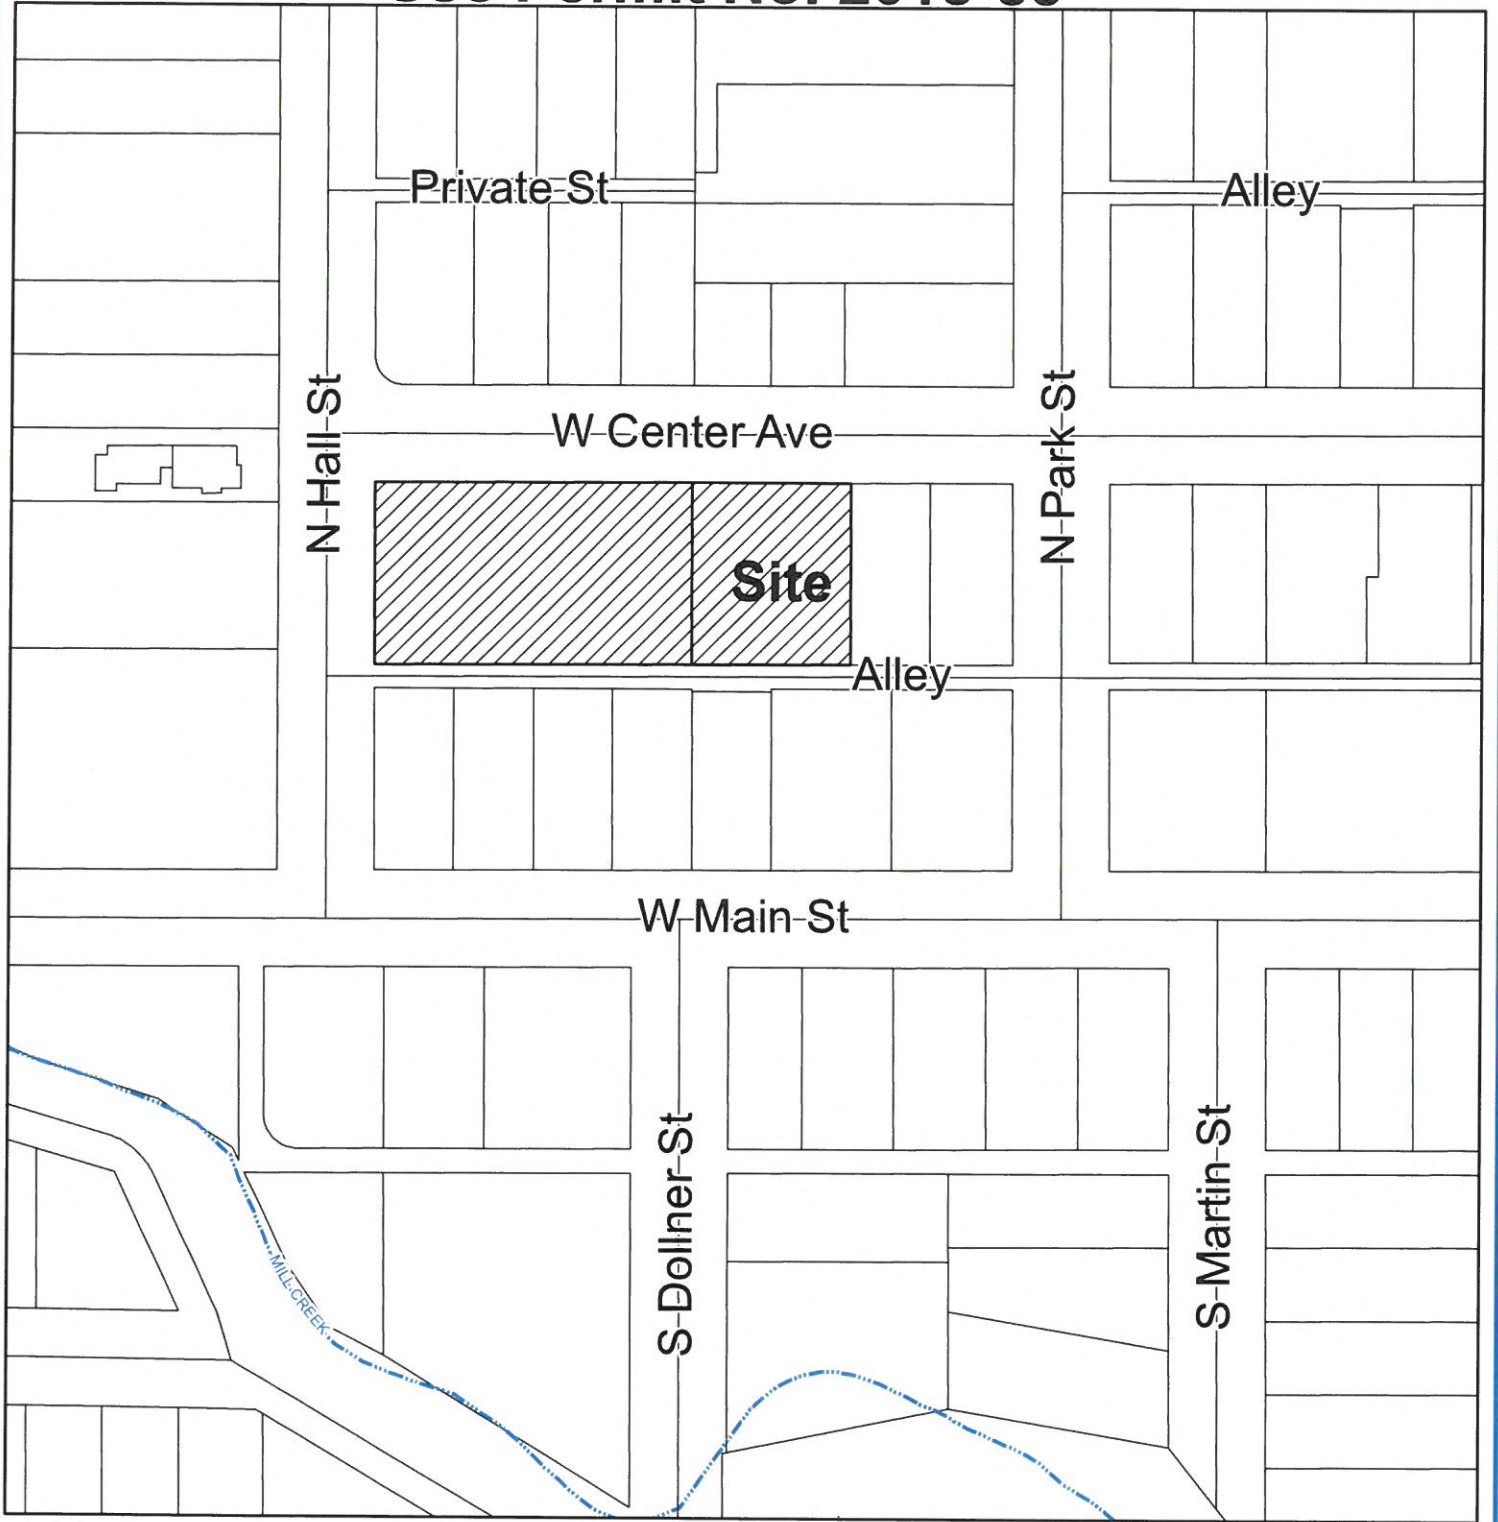 Private St
Alley
N Hall St
W Center Ave
N Park St
Site
Alley
W Main St
S Dollner St
S Martin St
MILL CREEK